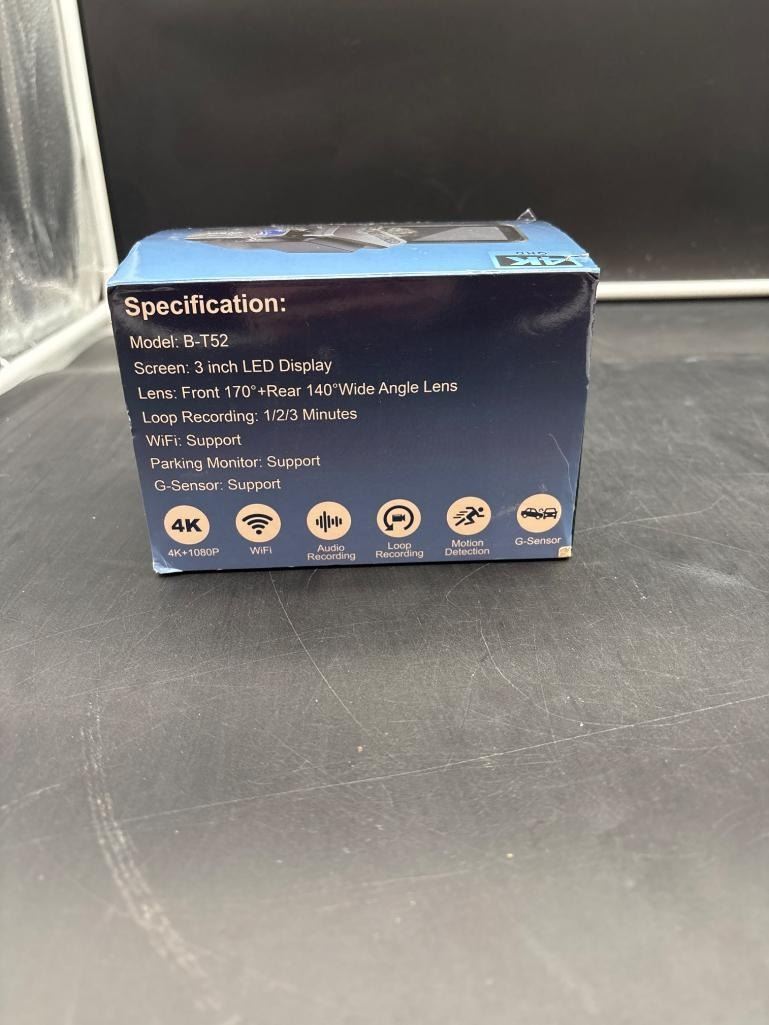 4K
UHD
Specification:
Model: B-T52
Screen: 3 inch LED Display
Lens: Front 170°+Rear 140°Wide Angle Lens
Loop Recording: 1/2/3 Minutes
WiFi: Support
Parking Monitor: Support
G-Sensor: Support
4K
4K+1080P
WiFi
Audio
Recording
Loop
Recording
Motion
Detection
G-Sensor